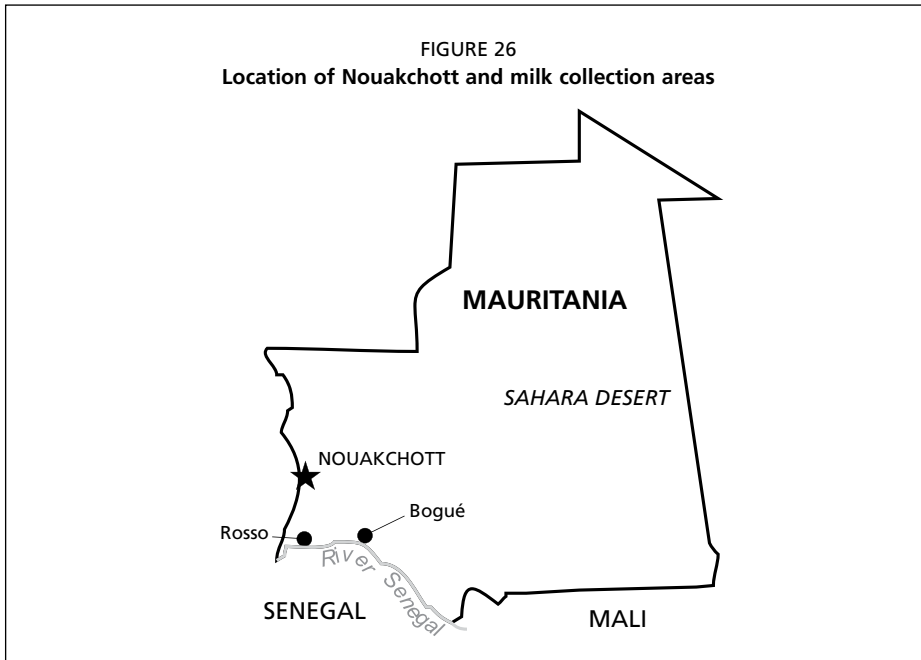 FIGURE 26
Location of Nouakchott and milk collection areas
MAURITANIA
SAHARA DESERT
NOUAKCHOTT
Bogué
Rosso
River Senegal
SENEGAL
MALI